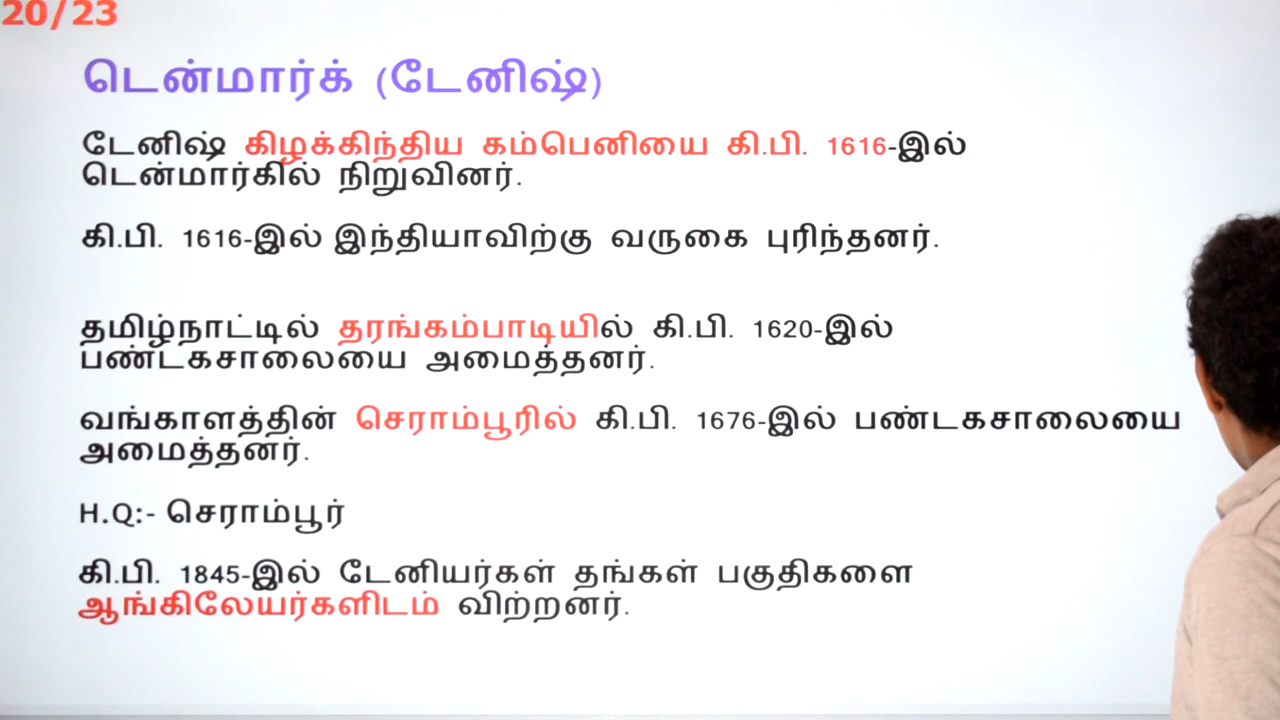 20/23
டென்மார்க் (டேனிஷ்)
டேனிஷ் கிழக்கிந்திய கம்பெனியை கி.பி. 1616-இல்
டென்மார்கில் நிறுவினர்.
கி.பி. 1616-இல் இந்தியாவிற்கு வருகை புரிந்தனர்.
தமிழ்நாட்டில் தரங்கம்பாடியில் கி.பி. 1620-இல்
பண்டகசாலையை அமைத்தனர்.
வங்காளத்தின் செராம்பூரில் கி.பி. 1676-இல் பண்டகசாலையை
அமைத்தனர்.
H.Q:- செராம்பூர்
கி.பி. 1845-இல் டேனியர்கள் தங்கள் பகுதிகளை
ஆங்கிலேயர்களிடம் விற்றனர்.